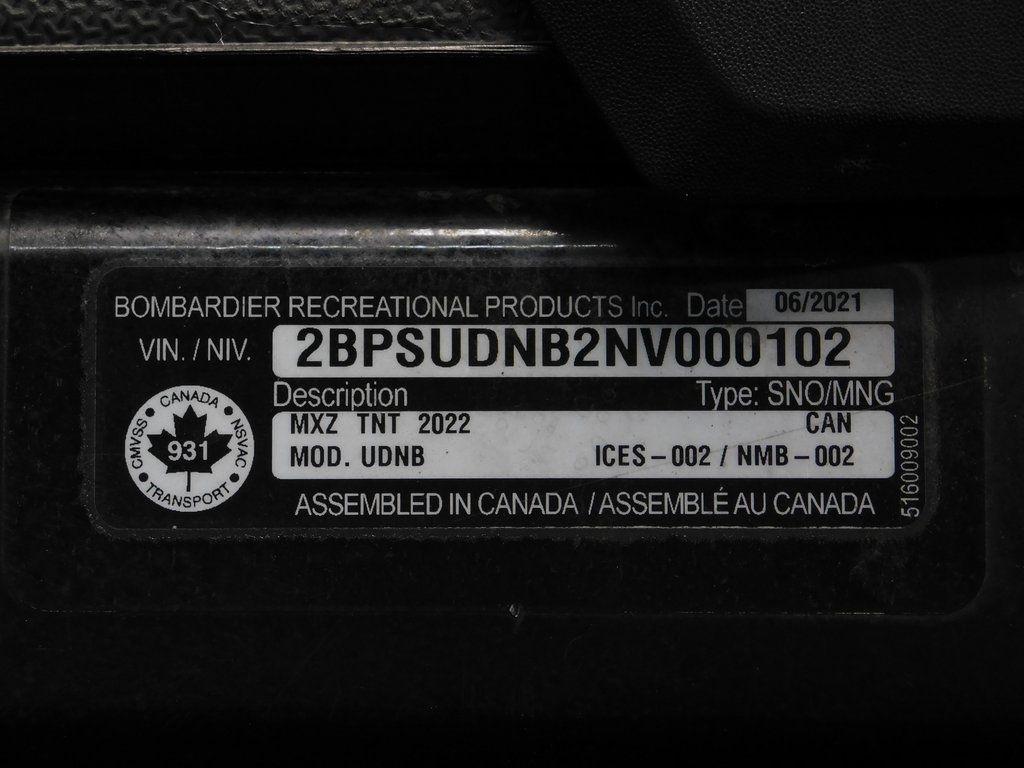 BOMBARDIER RECREATIONAL PRODUCTS Inc. Date 06/2021
VIN. / NIV. 2BPSUDNB2NV000102
Description Type: SNO/MNG
MXZ TNT 2022 CAN
MOD. UDNB ICES-002 / NMB-002
ASSEMBLED IN CANADA / ASSEMBLÉ AU CANADA
CANADA
CMVSS • NSVAC
931
TRANSPORT
516009002